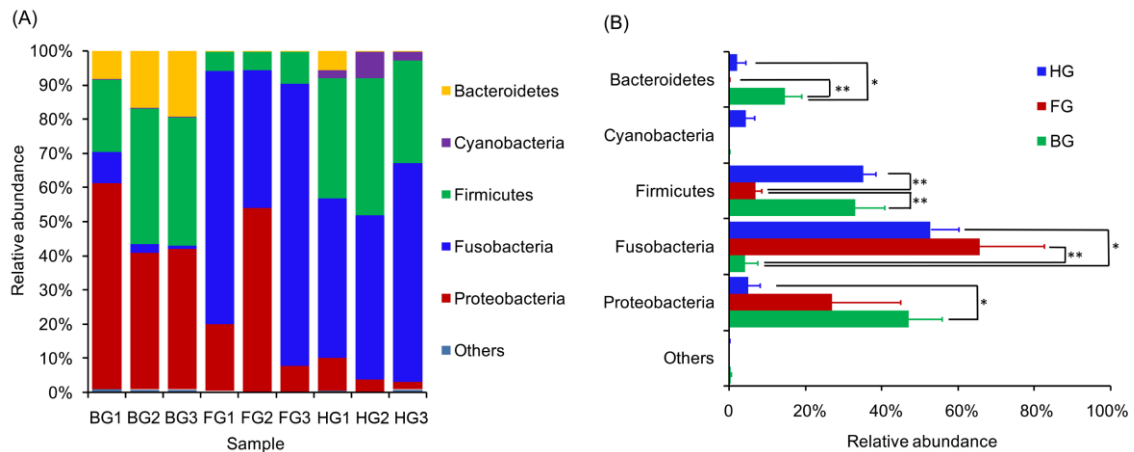 (A)
100%
90%
80%
70%
60%
50%
40%
30%
20%
10%
0%
Relative abundance
BG1 BG2 BG3 FG1 FG2 FG3 HG1 HG2 HG3
Sample
Bacteroidetes
Cyanobacteria
Firmicutes
Fusobacteria
Proteobacteria
Others
(B)
Bacteroidetes
Cyanobacteria
Firmicutes
Fusobacteria
Proteobacteria
Others
*
**
**
**
*
**
*
HG
FG
BG
0 20% 40% 60% 80% 100%
Relative abundance